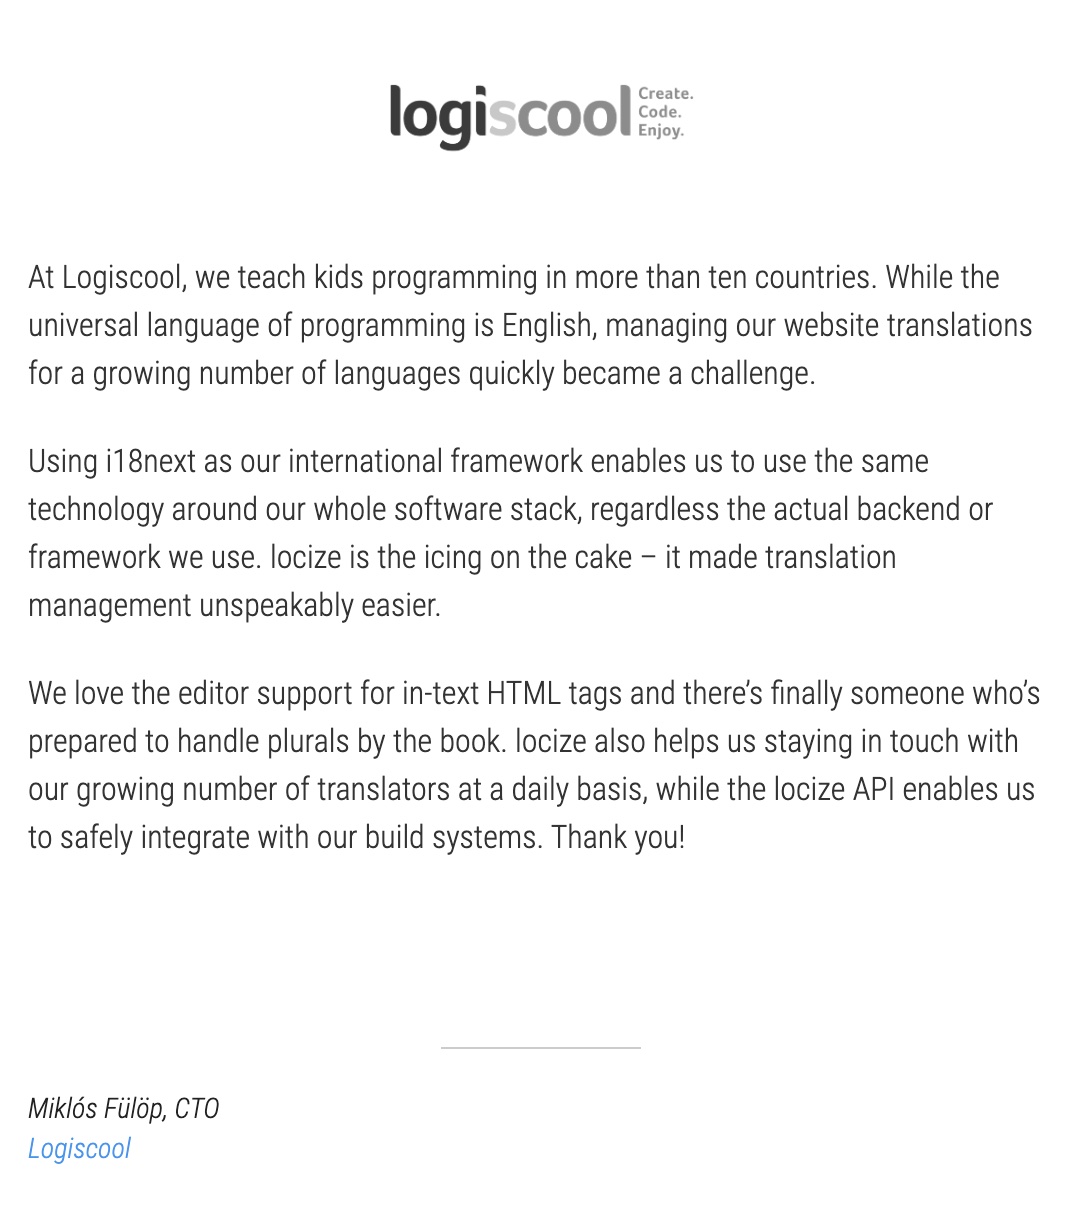 logiscool
Create.
Code.
Enjoy.
At Logiscool, we teach kids programming in more than ten countries. While the
universal language of programming is English, managing our website translations
for a growing number of languages quickly became a challenge.
Using i18next as our international framework enables us to use the same
technology around our whole software stack, regardless the actual backend or
framework we use. locize is the icing on the cake – it made translation
management unspeakably easier.
We love the editor support for in-text HTML tags and there’s finally someone who’s
prepared to handle plurals by the book. locize also helps us staying in touch with
our growing number of translators at a daily basis, while the locize API enables us
to safely integrate with our build systems. Thank you!
Miklós Fülöp, CTO
Logiscool